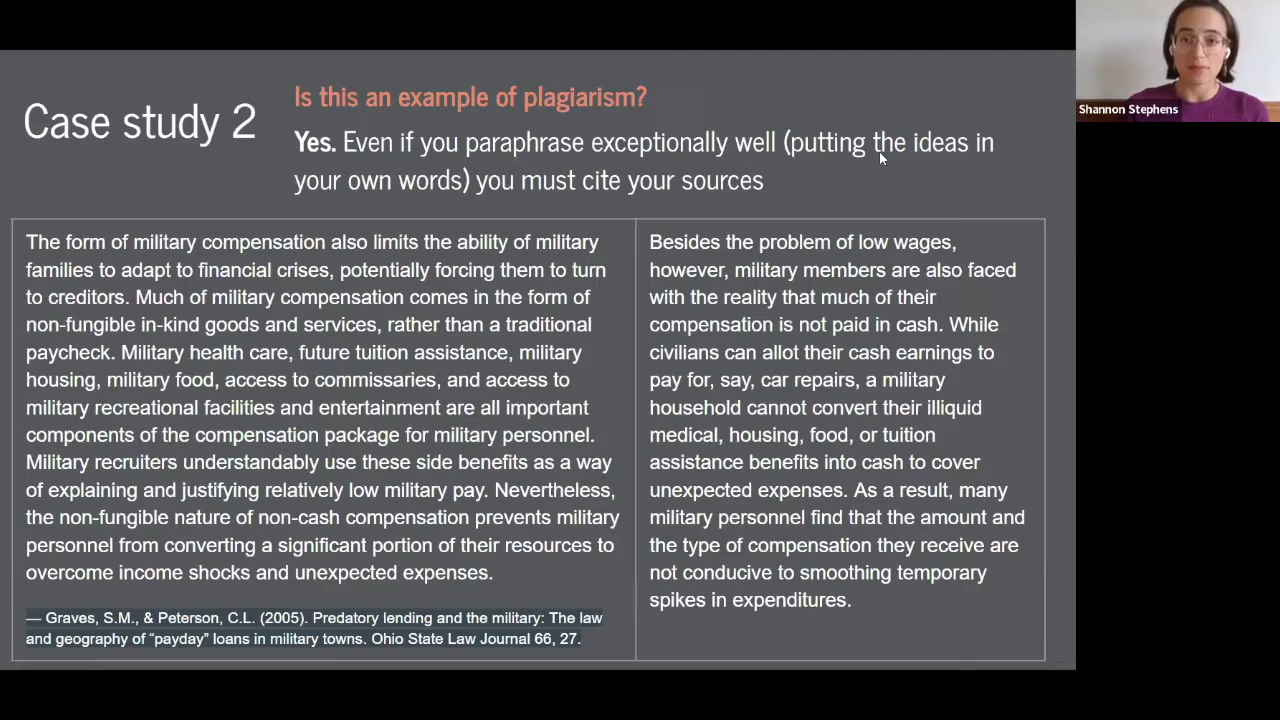 Case study 2
Is this an example of plagiarism?
Yes. Even if you paraphrase exceptionally well (putting the ideas in
your own words) you must cite your sources
The form of military compensation also limits the ability of military
families to adapt to financial crises, potentially forcing them to turn
to creditors. Much of military compensation comes in the form of
non-fungible in-kind goods and services, rather than a traditional
paycheck. Military health care, future tuition assistance, military
housing, military food, access to commissaries, and access to
military recreational facilities and entertainment are all important
components of the compensation package for military personnel.
Military recruiters understandably use these side benefits as a way
of explaining and justifying relatively low military pay. Nevertheless,
the non-fungible nature of non-cash compensation prevents military
personnel from converting a significant portion of their resources to
overcome income shocks and unexpected expenses.
— Graves, S.M., & Peterson, C.L. (2005). Predatory lending and the military: The law
and geography of “payday” loans in military towns. Ohio State Law Journal 66, 27.
Besides the problem of low wages,
however, military members are also faced
with the reality that much of their
compensation is not paid in cash. While
civilians can allot their cash earnings to
pay for, say, car repairs, a military
household cannot convert their illiquid
medical, housing, food, or tuition
assistance benefits into cash to cover
unexpected expenses. As a result, many
military personnel find that the amount and
the type of compensation they receive are
not conducive to smoothing temporary
spikes in expenditures.
Shannon Stephens